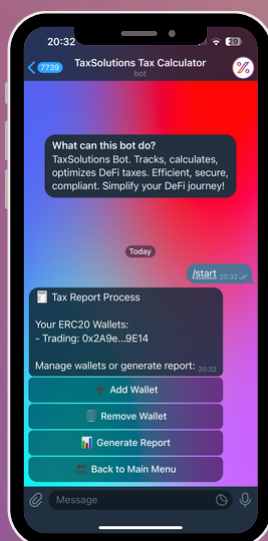 20:32
29
7739
TaxSolutions Tax Calculator
bot
%
What can this bot do?
TaxSolutions Bot. Tracks, calculates,
optimizes DeFi taxes. Efficient, secure,
compliant. Simplify your DeFi journey!
Today
/start 20:32
Tax Report Process
Your ERC20 Wallets:
- Trading: 0x2A9e...9E14
Manage wallets or generate report: 20:32
Add Wallet
Remove Wallet
Generate Report
Back to Main Menu
Message